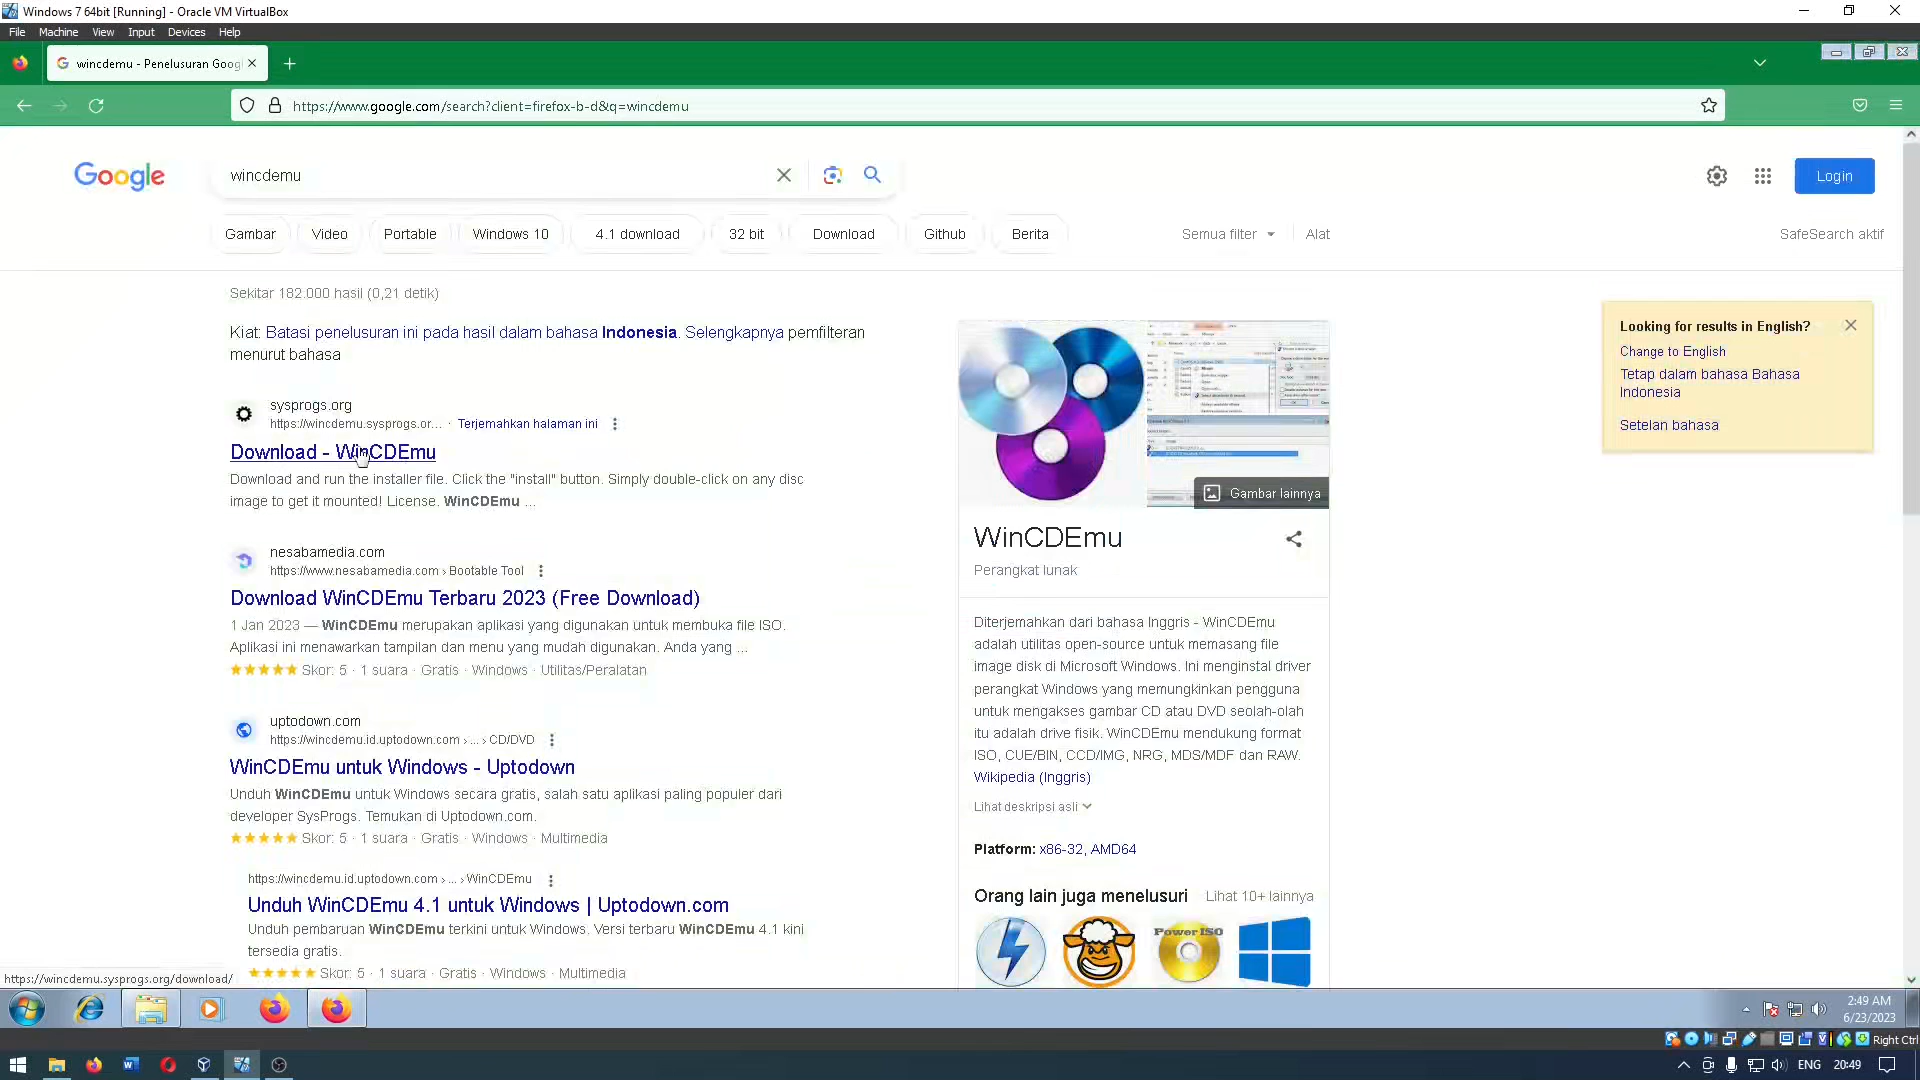 Windows 7 64bit [Running] - Oracle VM VirtualBox
File Machine View Input Devices Help
wincdemu - Penelusuran Goog
https://www.google.com/search?client=firefox-b-d&q=wincdemu
Google
wincdemu
Login
Gambar Video Portable Windows 10 4.1 download 32 bit Download Github Berita
Semua filter Alat
SafeSearch aktif
Sekitar 182.000 hasil (0,21 detik)
Kiat: Batasi penelusuran ini pada hasil dalam bahasa Indonesia. Selengkapnya pemfilteran
menurut bahasa
sysprogs.org
https://wincdemu.sysprogs.or... · Terjemahkan halaman ini
Download - WinCDEmu
Download and run the installer file. Click the "install" button. Simply double-click on any disc
image to get it mounted! License. WinCDEmu ...
nesabamedia.com
https://www.nesabamedia.com › Bootable Tool
Download WinCDEmu Terbaru 2023 (Free Download)
1 Jan 2023 — WinCDEmu merupakan aplikasi yang digunakan untuk membuka file ISO.
Aplikasi ini menawarkan tampilan dan menu yang mudah digunakan. Anda yang ...
Skor: 5 · 1 suara · Gratis · Windows · Utilitas/Peralatan
uptodown.com
https://wincdemu.id.uptodown.com › ... › CD/DVD
WinCDEmu untuk Windows - Uptodown
Unduh WinCDEmu untuk Windows secara gratis, salah satu aplikasi paling populer dari
developer SysProgs. Temukan di Uptodown.com.
Skor: 5 · 1 suara · Gratis · Windows · Multimedia
https://wincdemu.id.uptodown.com › ... › WinCDEmu
Unduh WinCDEmu 4.1 untuk Windows | Uptodown.com
Unduh pembaruan WinCDEmu terkini untuk Windows. Versi terbaru WinCDEmu 4.1 kini
tersedia gratis.
Skor: 5 · 1 suara · Gratis · Windows · Multimedia
Gambar lainnya
WinCDEmu
Perangkat lunak
Diterjemahkan dari bahasa Inggris - WinCDEmu
adalah utilitas open-source untuk memasang file
image disk di Microsoft Windows. Ini menginstal driver
perangkat Windows yang memungkinkan pengguna
untuk mengakses gambar CD atau DVD seolah-olah
itu adalah drive fisik. WinCDEmu mendukung format
ISO, CUE/BIN, CCD/IMG, NRG, MDS/MDF dan RAW.
Wikipedia (Inggris)
Lihat deskripsi asli
Platform: x86-32, AMD64
Orang lain juga menelusuri Lihat 10+ lainnya
Power ISO
Looking for results in English?
Change to English
Tetap dalam bahasa Bahasa
Indonesia
Setelan bahasa
https://wincdemu.sysprogs.org/download/
2:49 AM
6/23/2023
Right Ctrl
ENG 20:49